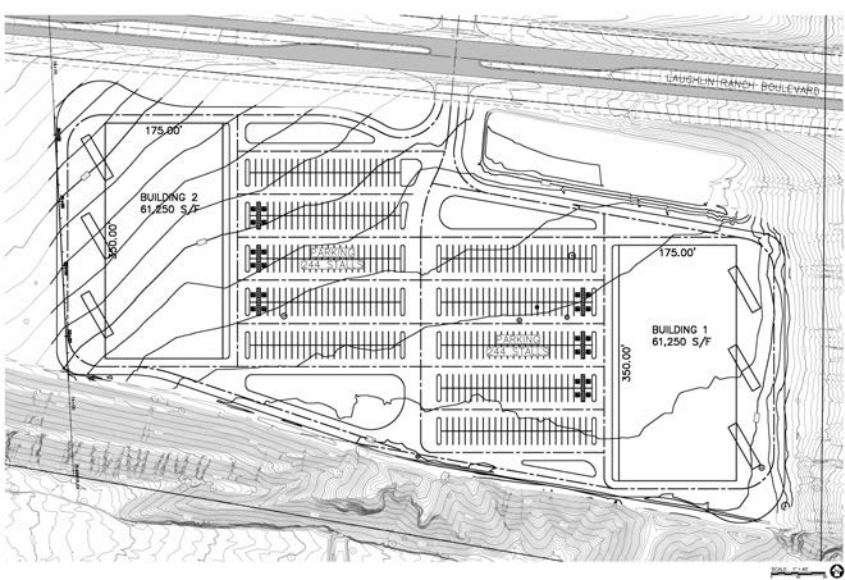 LAUGHLIN RANCH BOULEVARD
175.00'
BUILDING 2
61,250 S/F
350.00'
PARKING
244 STALLS
175.00'
BUILDING 1
61,250 S/F
350.00'
PARKING
244 STALLS